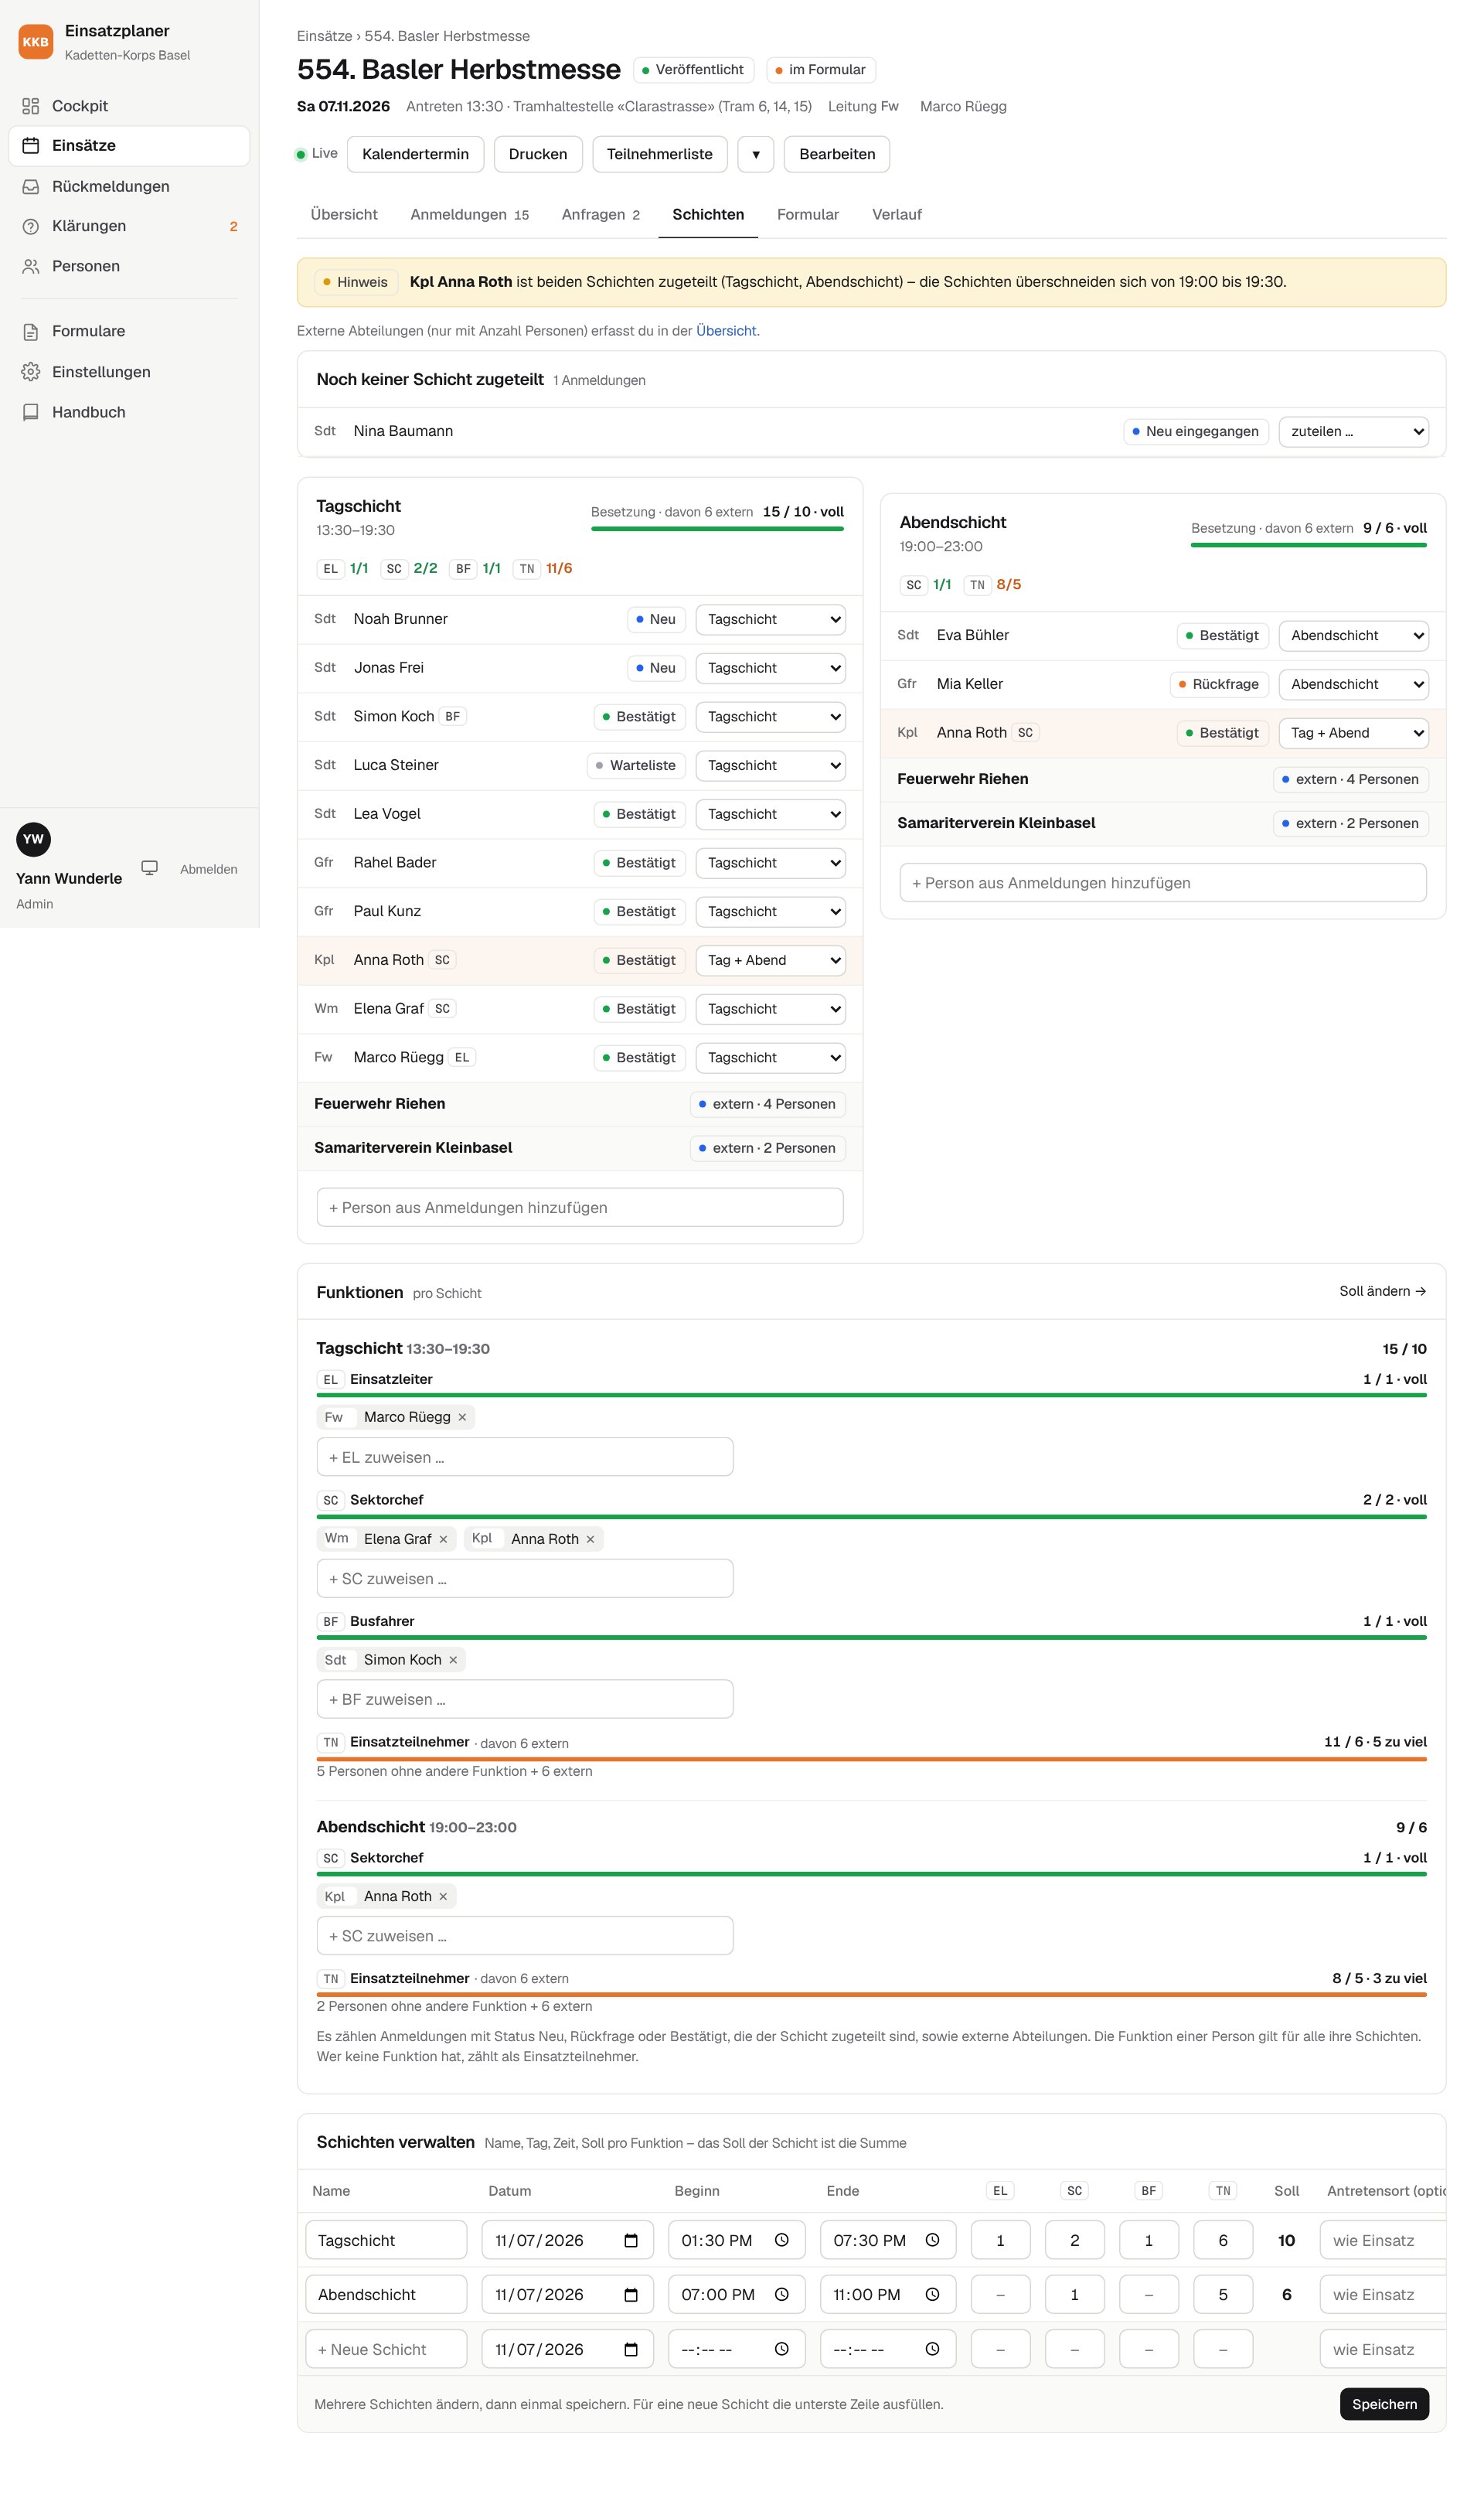 KKB
Einsatzplaner
Kadetten-Korps Basel
Cockpit
Einsätze
Rückmeldungen
Klärungen 2
Personen
Formulare
Einstellungen
Handbuch
YW
Yann Wunderle
Admin
Abmelden
Einsätze › 554. Basler Herbstmesse
554. Basler Herbstmesse Veröffentlicht im Formular
Sa 07.11.2026 Antreten 13:30 · Tramhaltestelle «Clarastrasse» (Tram 6, 14, 15) Leitung Fw Marco Rüegg
Live Kalendertermin Drucken Teilnehmerliste ▾ Bearbeiten
Übersicht Anmeldungen 15 Anfragen 2 Schichten Formular Verlauf
Hinweis Kpl Anna Roth ist beiden Schichten zugeteilt (Tagschicht, Abendschicht) – die Schichten überschneiden sich von 19:00 bis 19:30.
Externe Abteilungen (nur mit Anzahl Personen) erfasst du in der Übersicht.
Noch keiner Schicht zugeteilt 1 Anmeldungen
Sdt Nina Baumann Neu eingegangen zuteilen …
Tagschicht
13:30–19:30
Besetzung · davon 6 extern 15 / 10 · voll
EL 1/1 SC 2/2 BF 1/1 TN 11/6
Sdt Noah Brunner Neu Tagschicht
Sdt Jonas Frei Neu Tagschicht
Sdt Simon Koch BF Bestätigt Tagschicht
Sdt Luca Steiner Warteliste Tagschicht
Sdt Lea Vogel Bestätigt Tagschicht
Gfr Rahel Bader Bestätigt Tagschicht
Gfr Paul Kunz Bestätigt Tagschicht
Kpl Anna Roth SC Bestätigt Tag + Abend
Wm Elena Graf SC Bestätigt Tagschicht
Fw Marco Rüegg EL Bestätigt Tagschicht
Feuerwehr Riehen extern · 4 Personen
Samariterverein Kleinbasel extern · 2 Personen
+ Person aus Anmeldungen hinzufügen
Abendschicht
19:00–23:00
Besetzung · davon 6 extern 9 / 6 · voll
SC 1/1 TN 8/5
Sdt Eva Bühler Bestätigt Abendschicht
Gfr Mia Keller Rückfrage Abendschicht
Kpl Anna Roth SC Bestätigt Tag + Abend
Feuerwehr Riehen extern · 4 Personen
Samariterverein Kleinbasel extern · 2 Personen
+ Person aus Anmeldungen hinzufügen
Funktionen pro Schicht Soll ändern →
Tagschicht 13:30–19:30 15 / 10
EL Einsatzleiter 1 / 1 · voll
Fw Marco Rüegg ×
+ EL zuweisen …
SC Sektorchef 2 / 2 · voll
Wm Elena Graf × Kpl Anna Roth ×
+ SC zuweisen …
BF Busfahrer 1 / 1 · voll
Sdt Simon Koch ×
+ BF zuweisen …
TN Einsatzteilnehmer · davon 6 extern 11 / 6 · 5 zu viel
5 Personen ohne andere Funktion + 6 extern
Abendschicht 19:00–23:00 9 / 6
SC Sektorchef 1 / 1 · voll
Kpl Anna Roth ×
+ SC zuweisen …
TN Einsatzteilnehmer · davon 6 extern 8 / 5 · 3 zu viel
2 Personen ohne andere Funktion + 6 extern
Es zählen Anmeldungen mit Status Neu, Rückfrage oder Bestätigt, die der Schicht zugeteilt sind, sowie externe Abteilungen. Die Funktion einer Person gilt für alle ihre Schichten.
Wer keine Funktion hat, zählt als Einsatzteilnehmer.
Schichten verwalten Name, Tag, Zeit, Soll pro Funktion – das Soll der Schicht ist die Summe
Name Datum Beginn Ende EL SC BF TN Soll Antretensort (optio
Tagschicht 11/07/2026 01:30 PM 07:30 PM 1 2 1 6 10 wie Einsatz
Abendschicht 11/07/2026 07:00 PM 11:00 PM – 1 – 5 6 wie Einsatz
+ Neue Schicht 11/07/2026 --:-- -- --:-- -- – – – – wie Einsatz
Mehrere Schichten ändern, dann einmal speichern. Für eine neue Schicht die unterste Zeile ausfüllen. Speichern